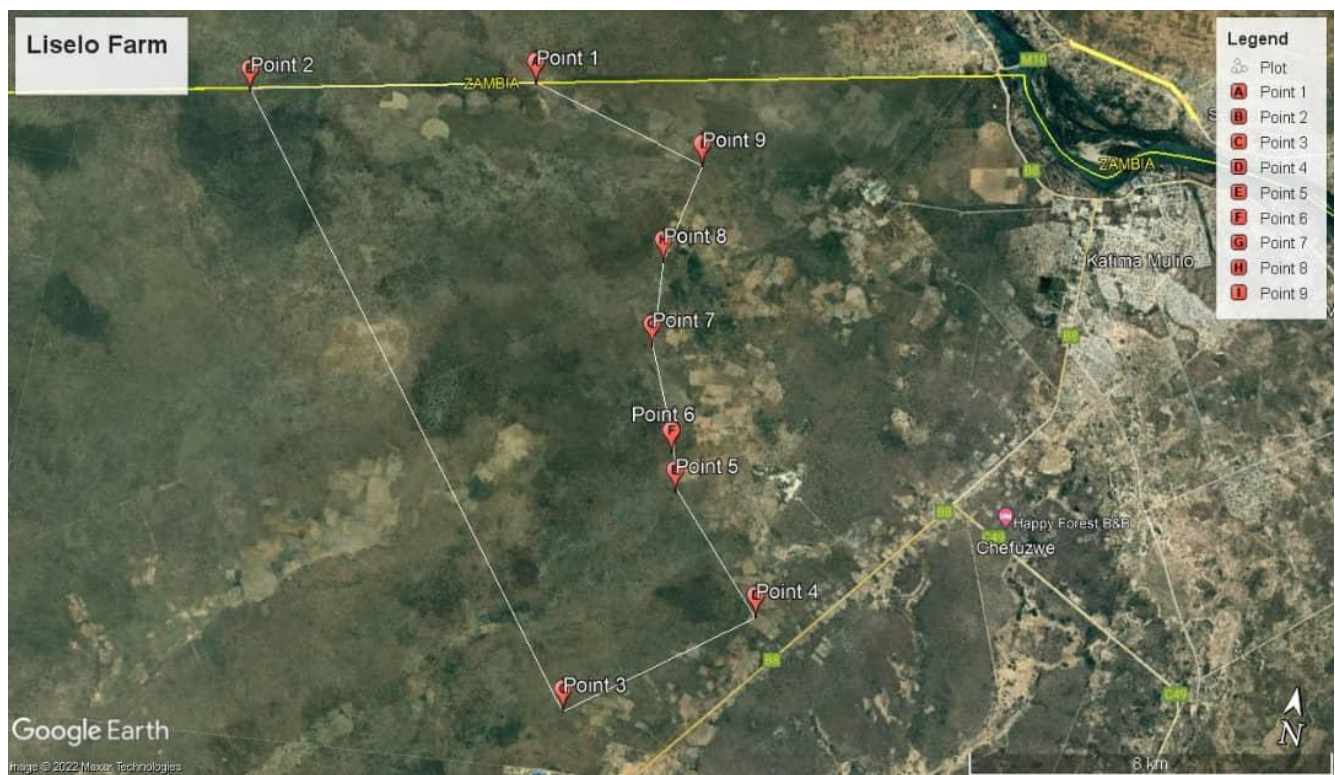 Liselo Farm
Point 2
Point 1
ZAMBIA
M10
Legend
Plot
A Point 1
B Point 2
C Point 3
D Point 4
E Point 5
F Point 6
G Point 7
H Point 8
I Point 9
Point 9
ZAMBIA
B8
Point 8
Katima Mulilo
Point 7
B8
Point 6
F
Point 5
B8
Happy Forest B&B
C49
Chefuzwe
Point 4
B8
Point 3
C49
N
Google Earth
Image © 2022 Maxar Technologies
8 km